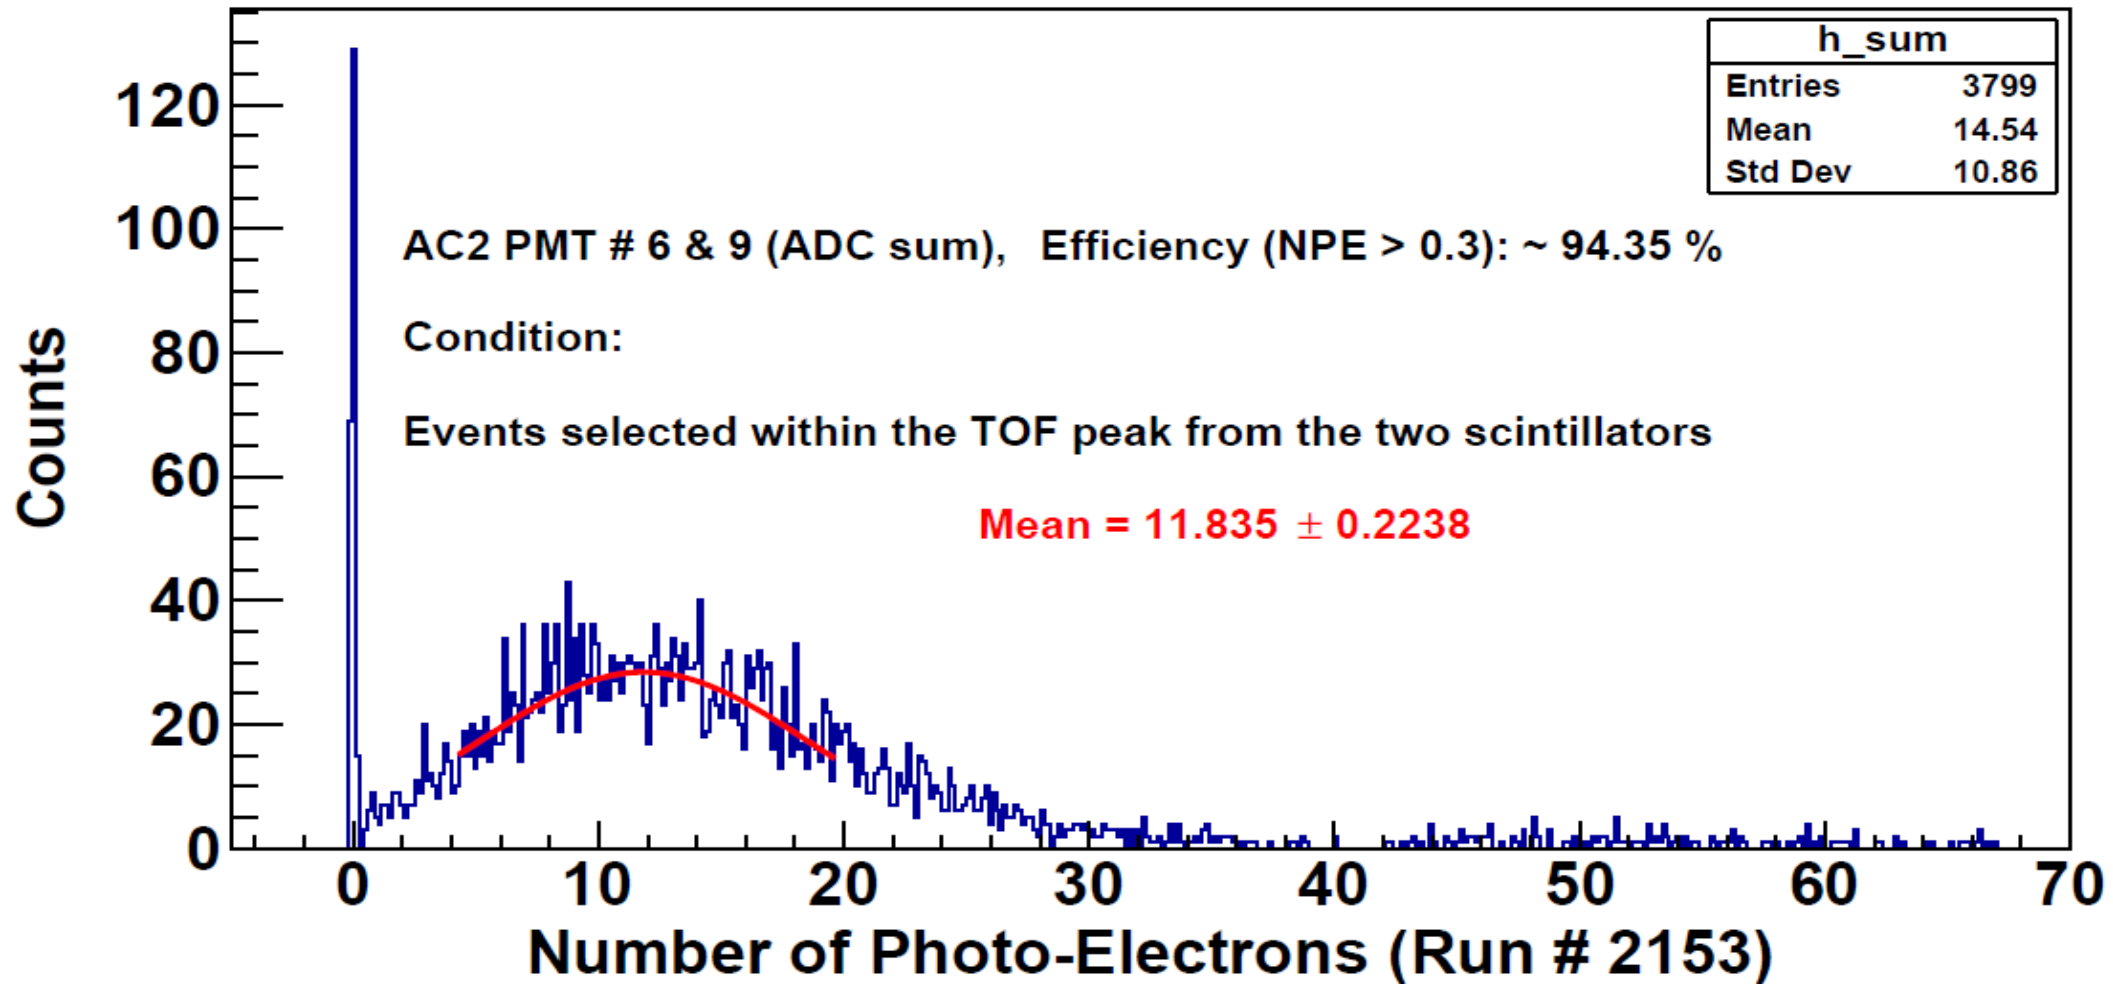 h_sum
Entries 3799
Mean 14.54
Std Dev 10.86
120
100
80
60
40
20
0
Counts
AC2 PMT # 6 & 9 (ADC sum), Efficiency (NPE > 0.3): ~ 94.35 %
Condition:
Events selected within the TOF peak from the two scintillators
Mean = 11.835 ± 0.2238
0 10 20 30 40 50 60 70
Number of Photo-Electrons (Run # 2153)